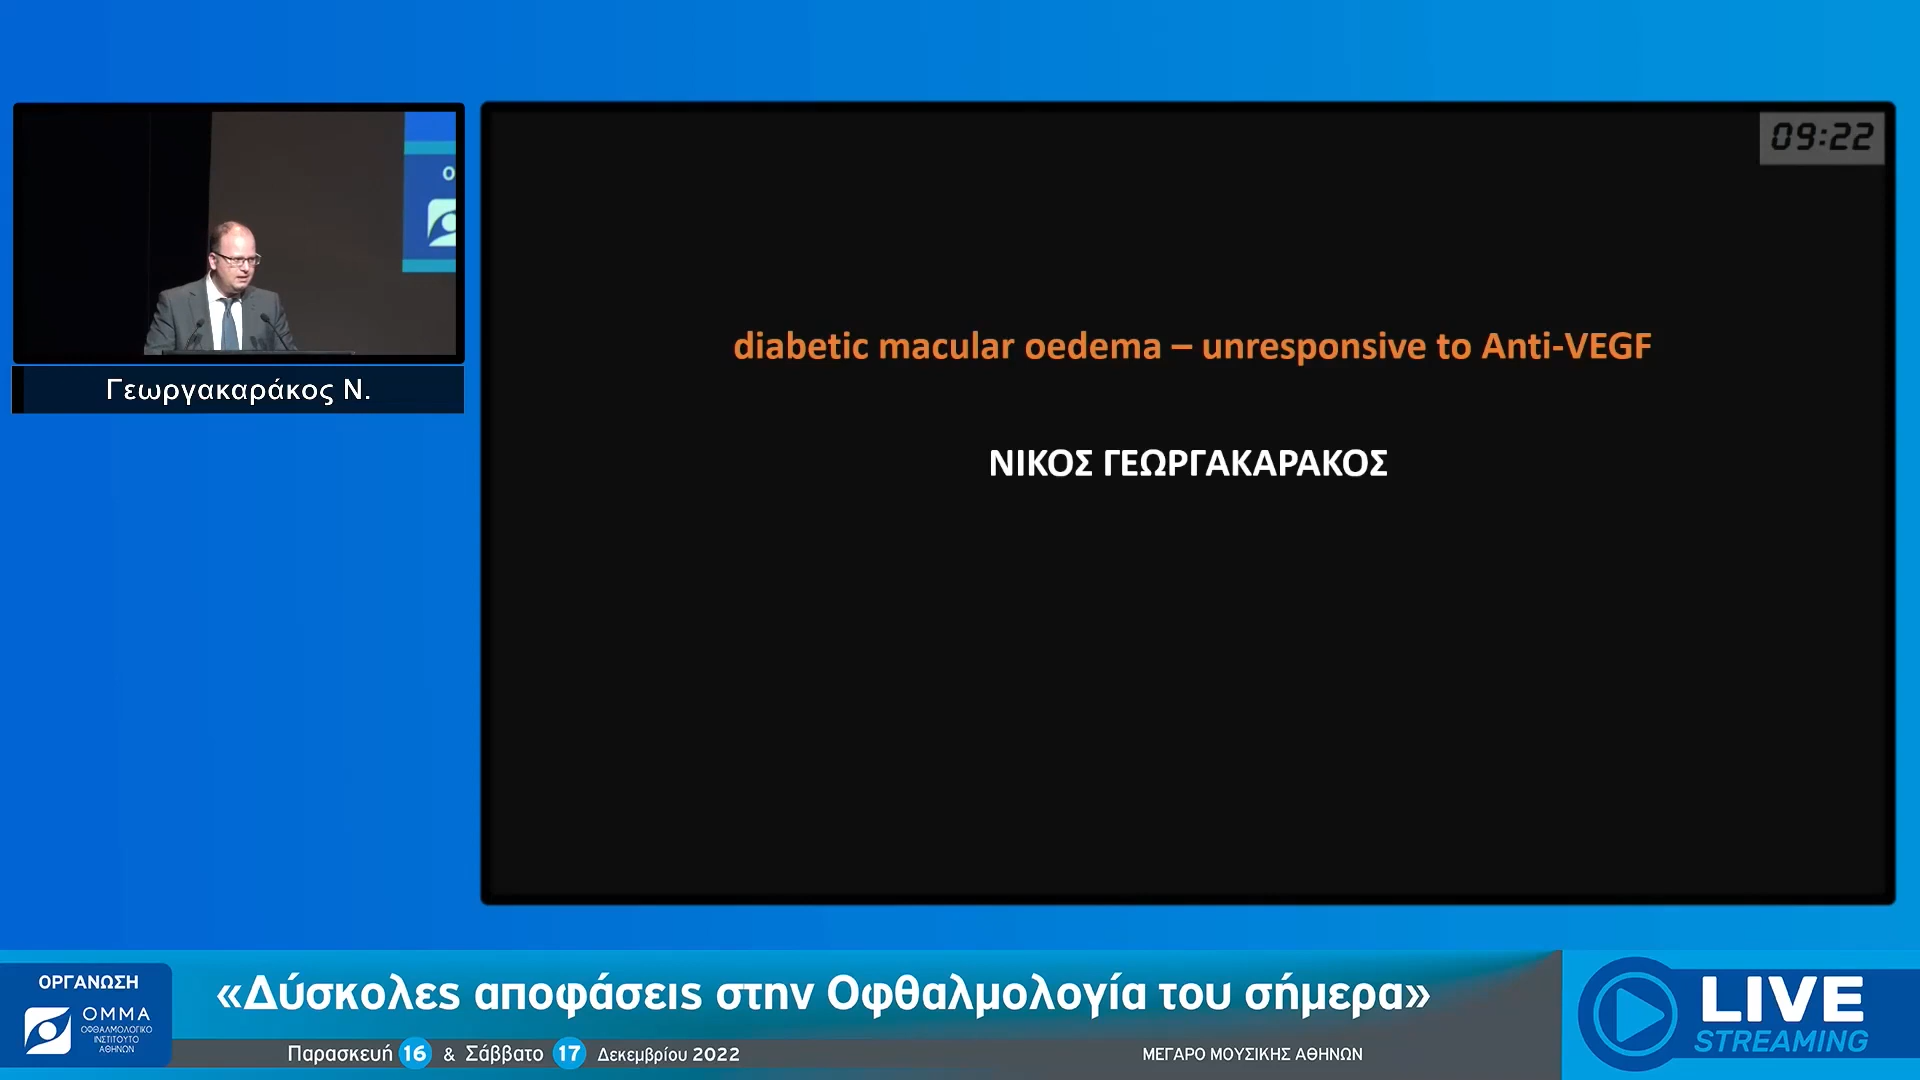 09:22
diabetic macular oedema – unresponsive to Anti-VEGF
ΝΙΚΟΣ ΓΕΩΡΓΑΚΑΡΑΚΟΣ
Ο
Γεωργακαράκος Ν.
ΟΡΓΑΝΩΣΗ
ΟΜΜΑ
ΟΦΘΑΛΜΟΛΟΓΙΚΟ
ΙΝΣΤΙΤΟΥΤΟ
ΑΘΗΝΩΝ
«Δύσκολες αποφάσεις στην Οφθαλμολογία του σήμερα»
Παρασκευή 16 & Σάββατο 17 Δεκεμβρίου 2022
ΜΕΓΑΡΟ ΜΟΥΣΙΚΗΣ ΑΘΗΝΩΝ
LIVE
STREAMING